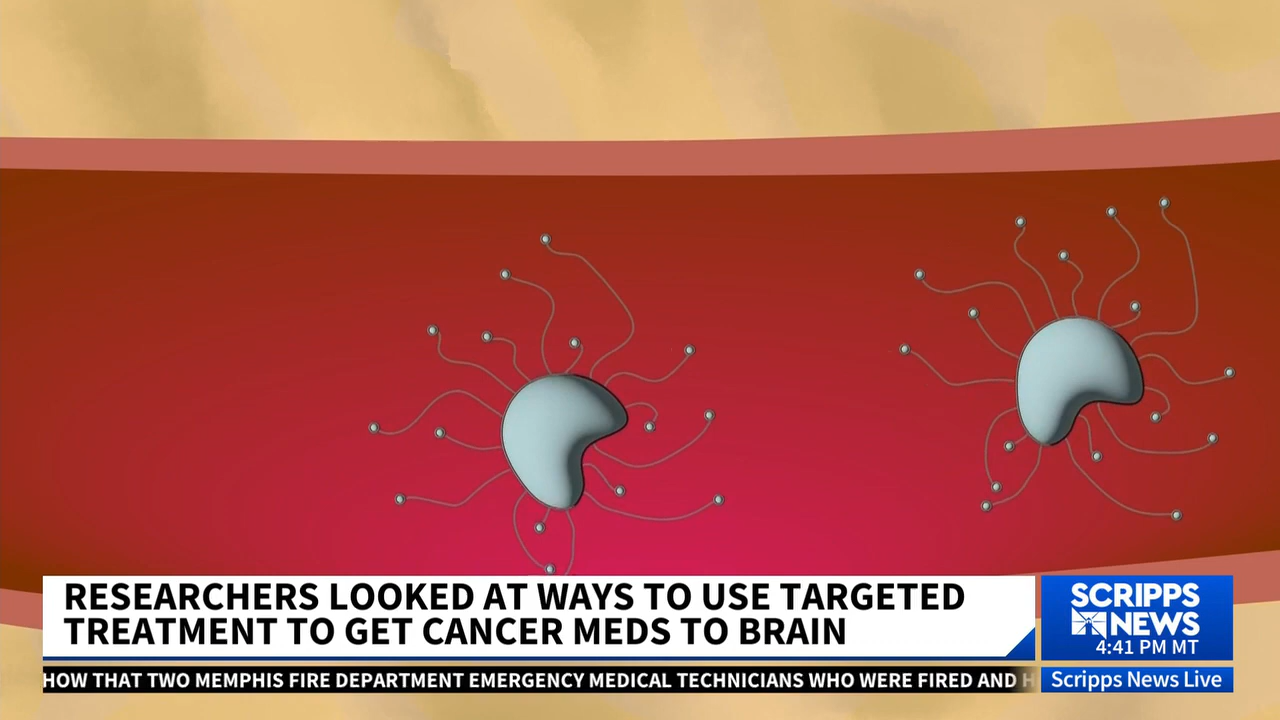 RESEARCHERS LOOKED AT WAYS TO USE TARGETED
TREATMENT TO GET CANCER MEDS TO BRAIN
SCRIPPS
NEWS
4:41 PM MT
HOW THAT TWO MEMPHIS FIRE DEPARTMENT EMERGENCY MEDICAL TECHNICIANS WHO WERE FIRED AND
Scripps News Live